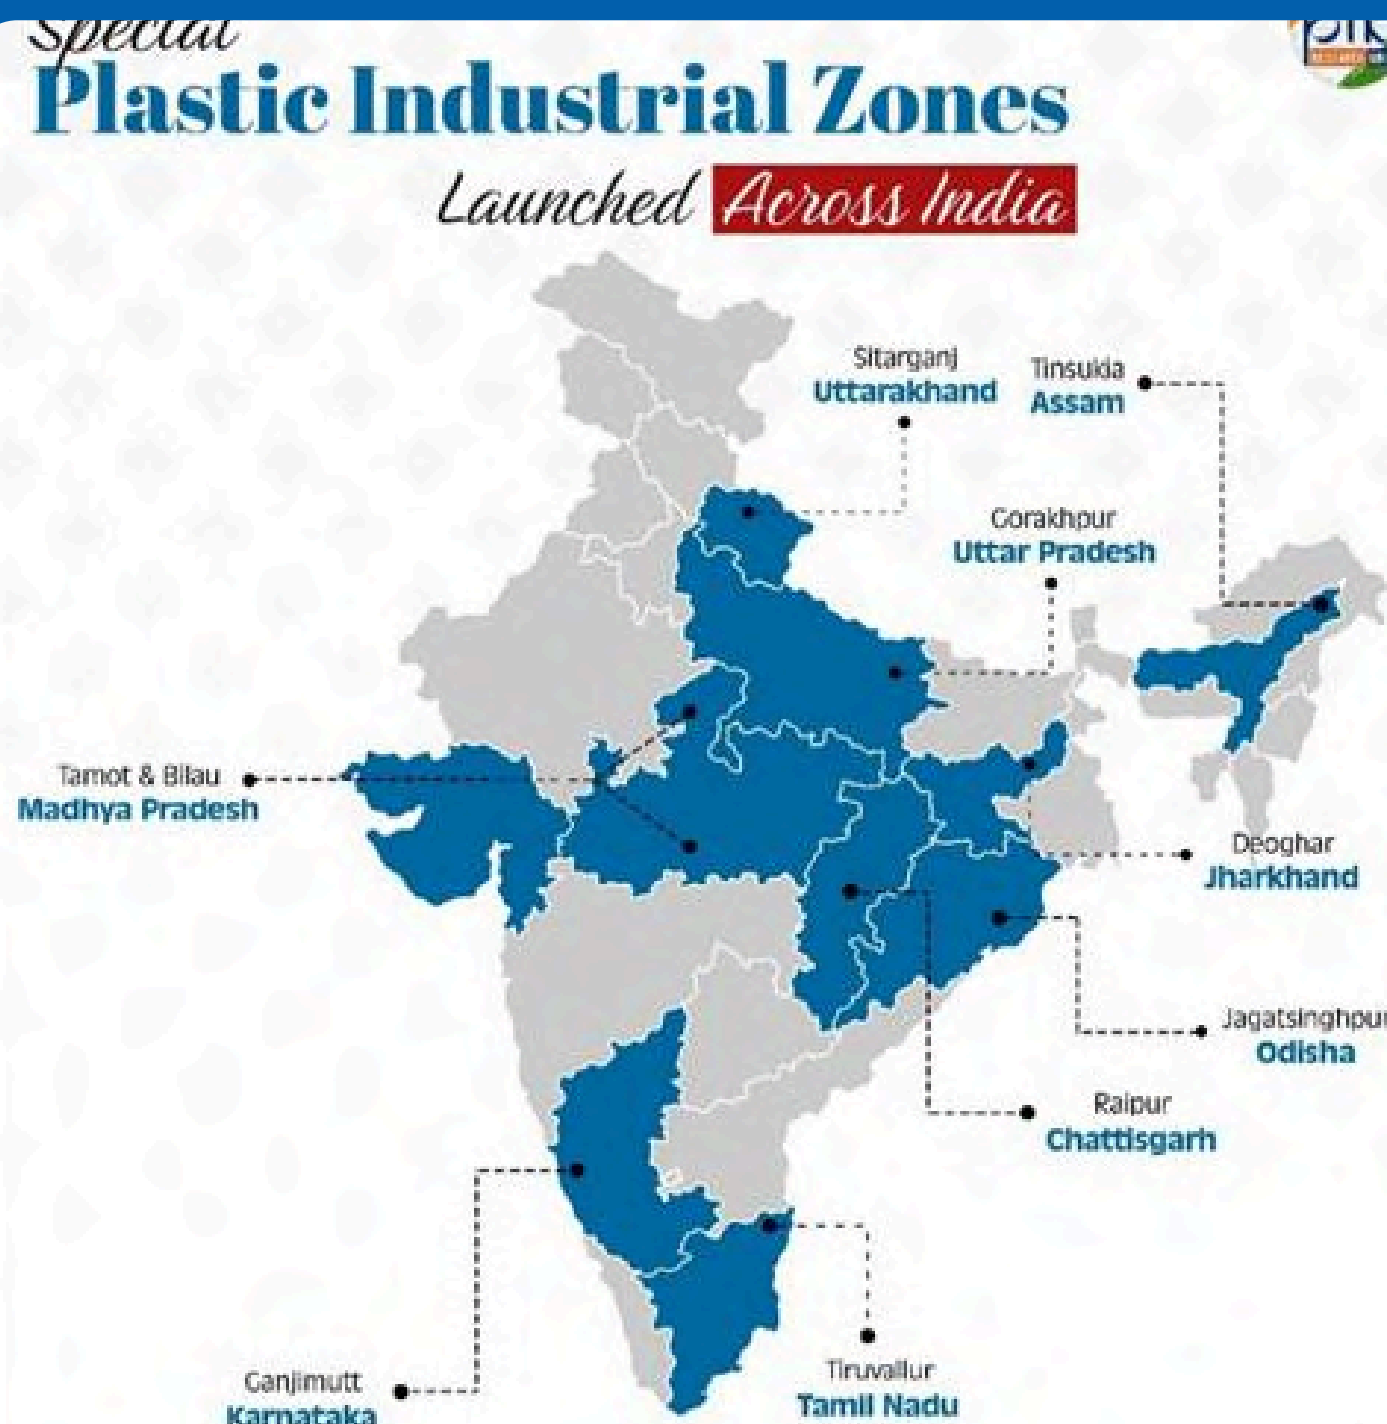 Special
Plastic Industrial Zones
Launched Across India
Sitarganj
Uttarakhand
Tinsukia
Assam
Gorakhpur
Uttar Pradesh
Tamot & Bilau
Madhya Pradesh
Deoghar
Jharkhand
Jagatsinghpur
Odisha
Raipur
Chattisgarh
Ganjimutt
Karnataka
Tiruvallur
Tamil Nadu